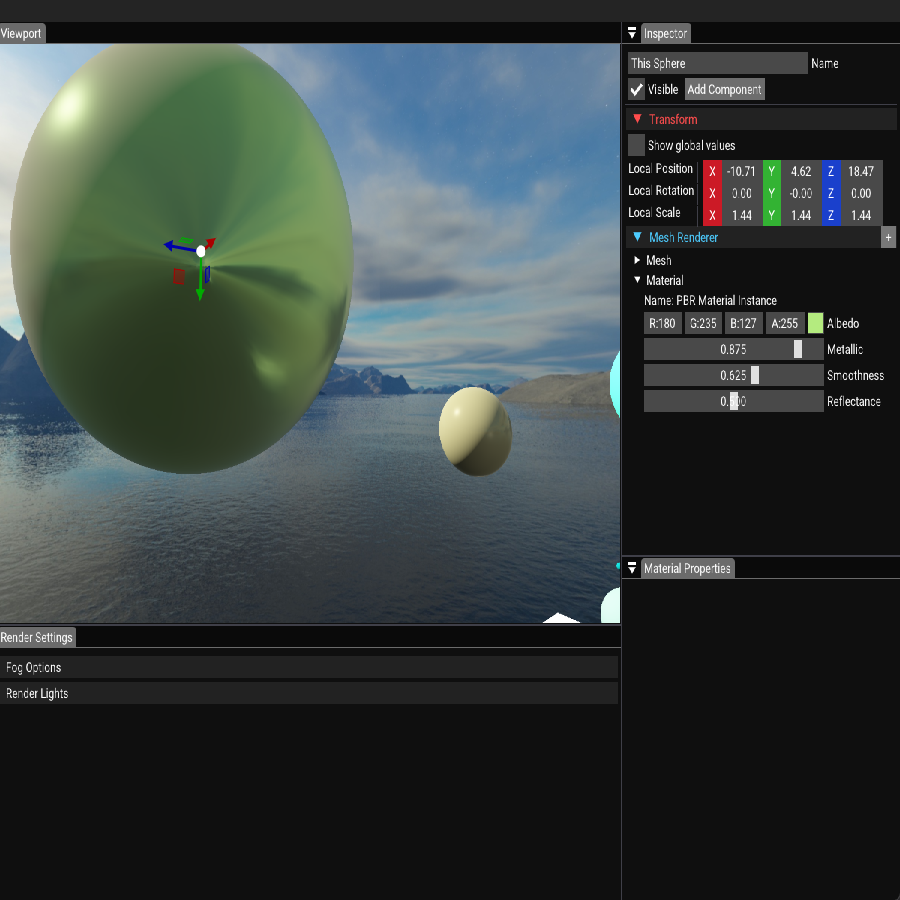 Viewport
Inspector
This Sphere Name
Visible Add Component
Transform
Show global values
Local Position X -10.71 Y 4.62 Z 18.47
Local Rotation X 0.00 Y -0.00 Z 0.00
Local Scale X 1.44 Y 1.44 Z 1.44
Mesh Renderer +
Mesh
Material
Name: PBR Material Instance
R:180 G:235 B:127 A:255 Albedo
0.875 Metallic
0.625 Smoothness
Reflectance
Material Properties
Render Settings
Fog Options
Render Lights